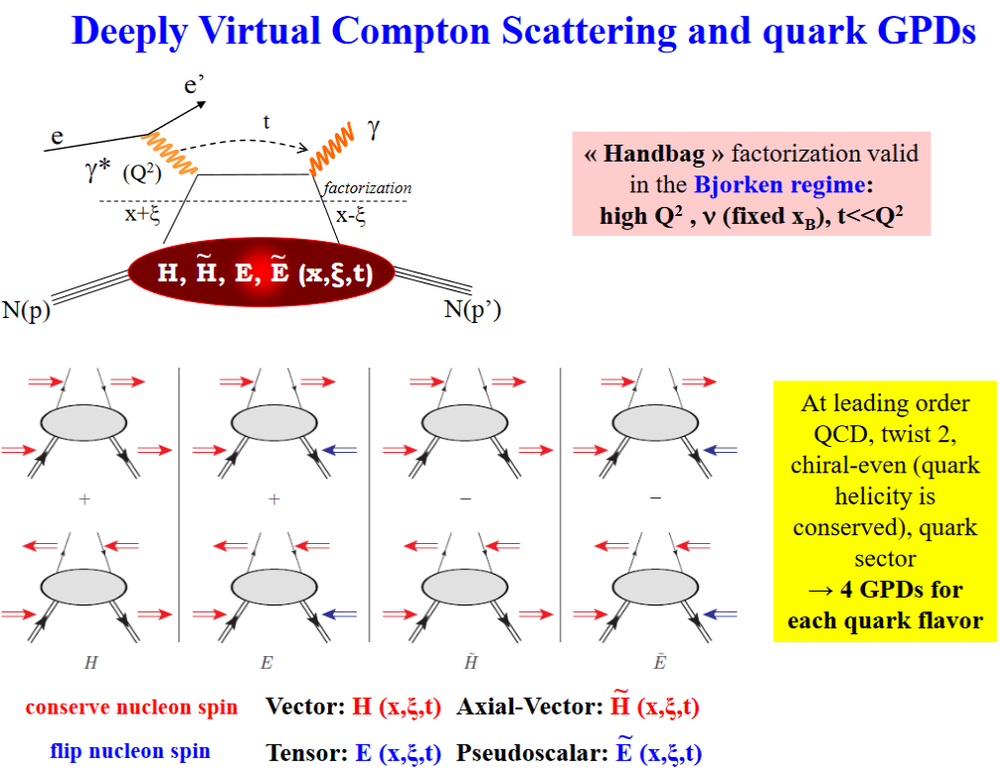 Deeply Virtual Compton Scattering and quark GPDs
e’
e
t
γ
γ* (Q²)
factorization
x+ξ
x-ξ
H, H̃, E, Ẽ (x,ξ,t)
N(p)
N(p’)
« Handbag » factorization valid
in the Bjorken regime:
high Q² , ν (fixed x_B), t<<Q²
+
+
−
−
H
E
H̃
Ẽ
At leading order
QCD, twist 2,
chiral-even (quark
helicity is
conserved), quark
sector
→ 4 GPDs for
each quark flavor
conserve nucleon spin Vector: H (x,ξ,t) Axial-Vector: H̃ (x,ξ,t)
flip nucleon spin Tensor: E (x,ξ,t) Pseudoscalar: Ẽ (x,ξ,t)